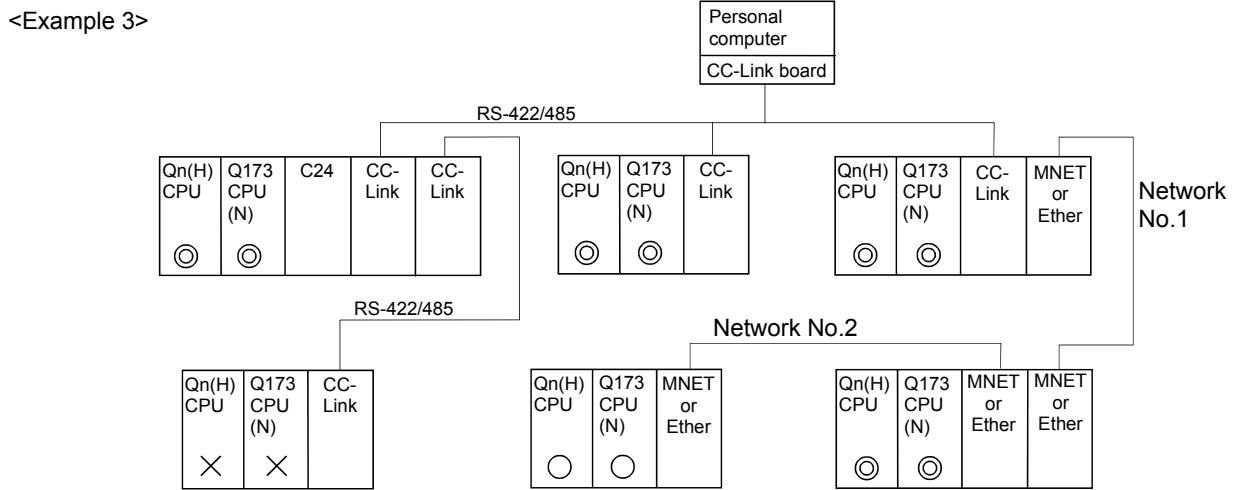 <Example 3>
Personal
computer
CC-Link board
RS-422/485
Qn(H)
CPU
Q173
CPU
(N)
C24
CC-
Link
CC-
Link
Qn(H)
CPU
Q173
CPU
(N)
CC-
Link
Qn(H)
CPU
Q173
CPU
(N)
CC-
Link
MNET
or
Ether
Network
No.1
RS-422/485
Network No.2
Qn(H)
CPU
Q173
CPU
(N)
CC-
Link
Qn(H)
CPU
Q173
CPU
(N)
MNET
or
Ether
Qn(H)
CPU
Q173
CPU
(N)
MNET
or
Ether
MNET
or
Ether